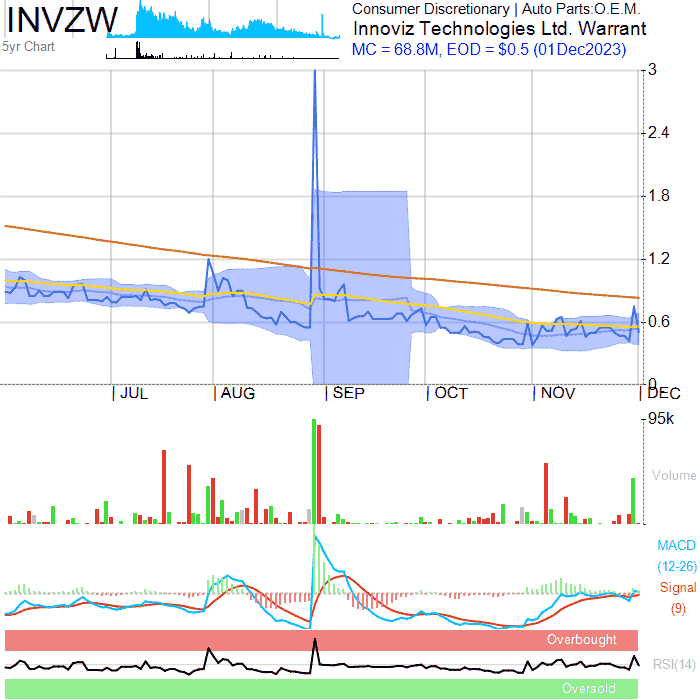 INVZW
5yr Chart
Consumer Discretionary | Auto Parts:O.E.M.
Innoviz Technologies Ltd. Warrant
MC = 68.8M, EOD = $0.5 (01Dec2023)
3
2.4
1.8
1.2
0.6
0
JUL AUG SEP OCT NOV DEC
95k
Volume
MACD
(12-26)
Signal
(9)
Overbought
RSI(14)
Oversold